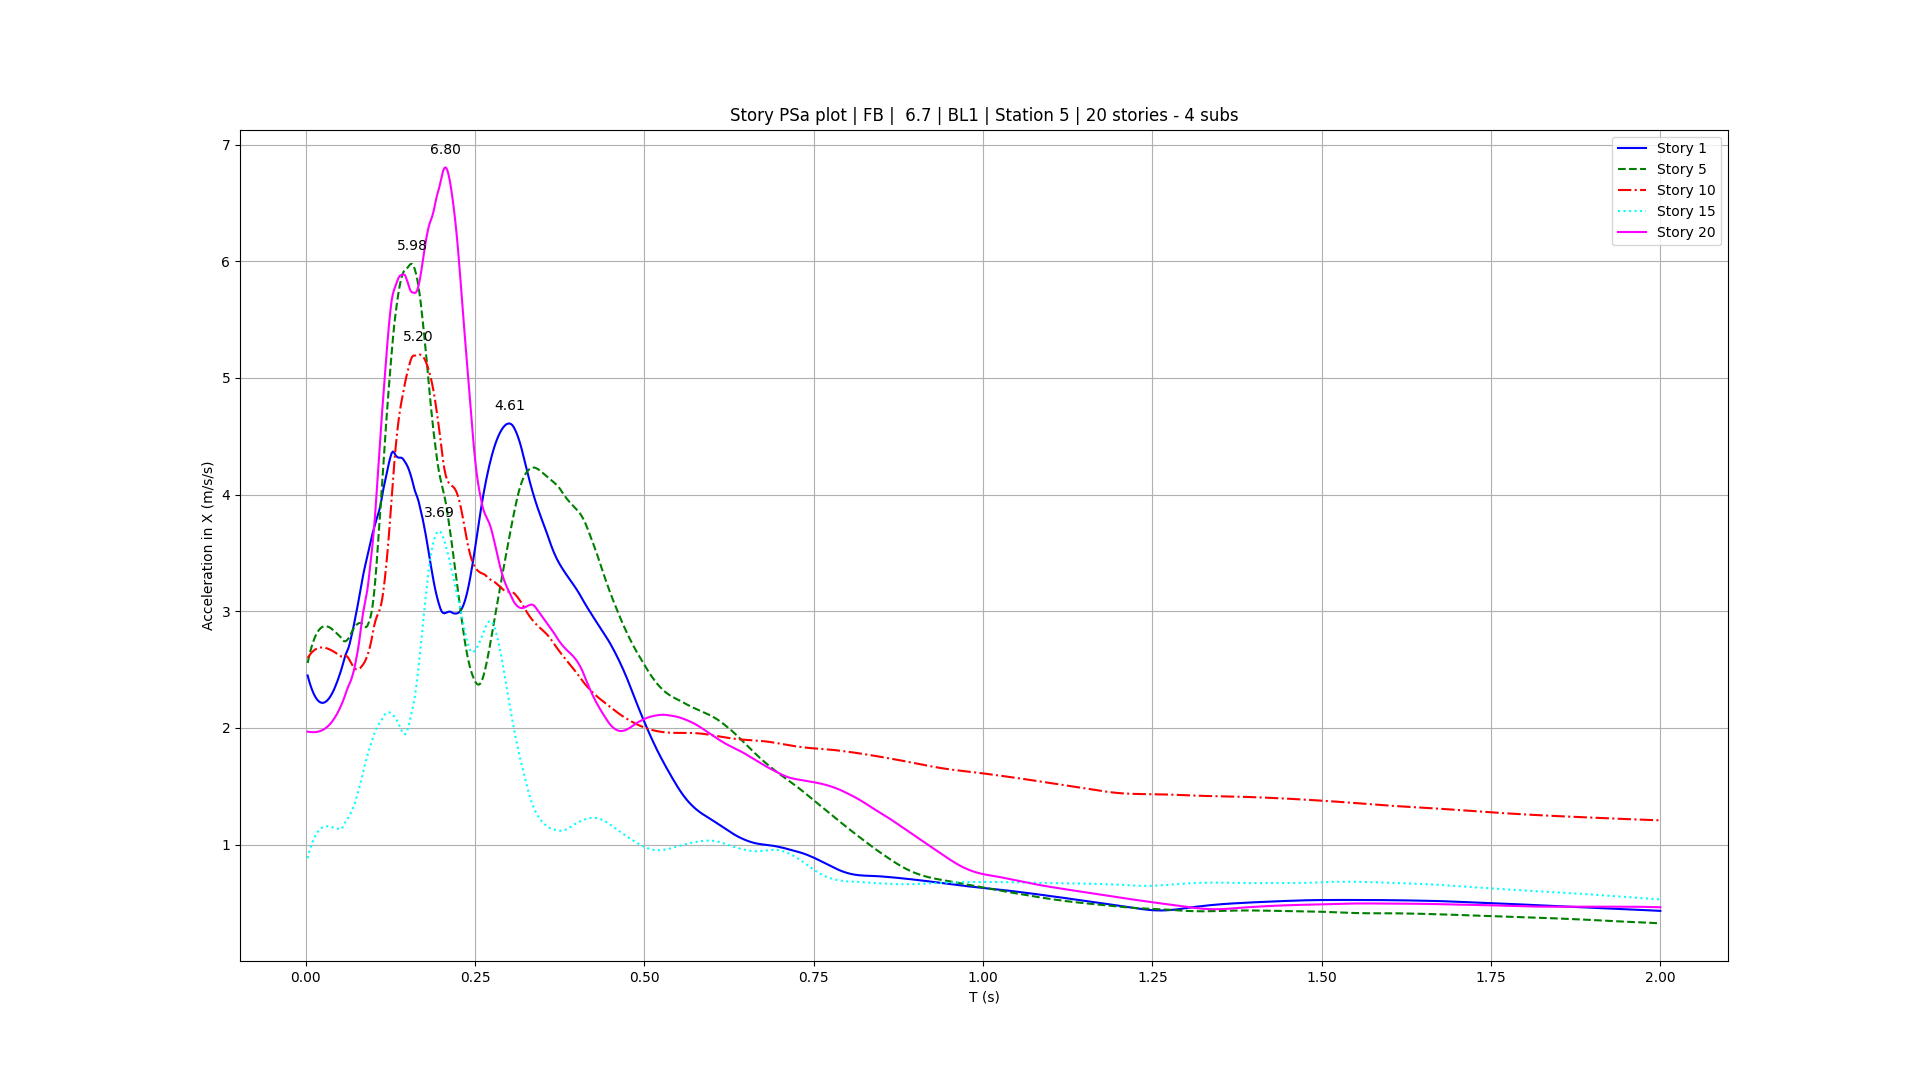 Story PSa plot | FB |  6.7 | BL1 | Station 5 | 20 stories - 4 subs
Story 1
Story 5
Story 10
Story 15
Story 20
6.80
5.98
5.20
4.61
3.69
7
6
5
4
3
2
1
Acceleration in X (m/s/s)
0.00 0.25 0.50 0.75 1.00 1.25 1.50 1.75 2.00
T (s)